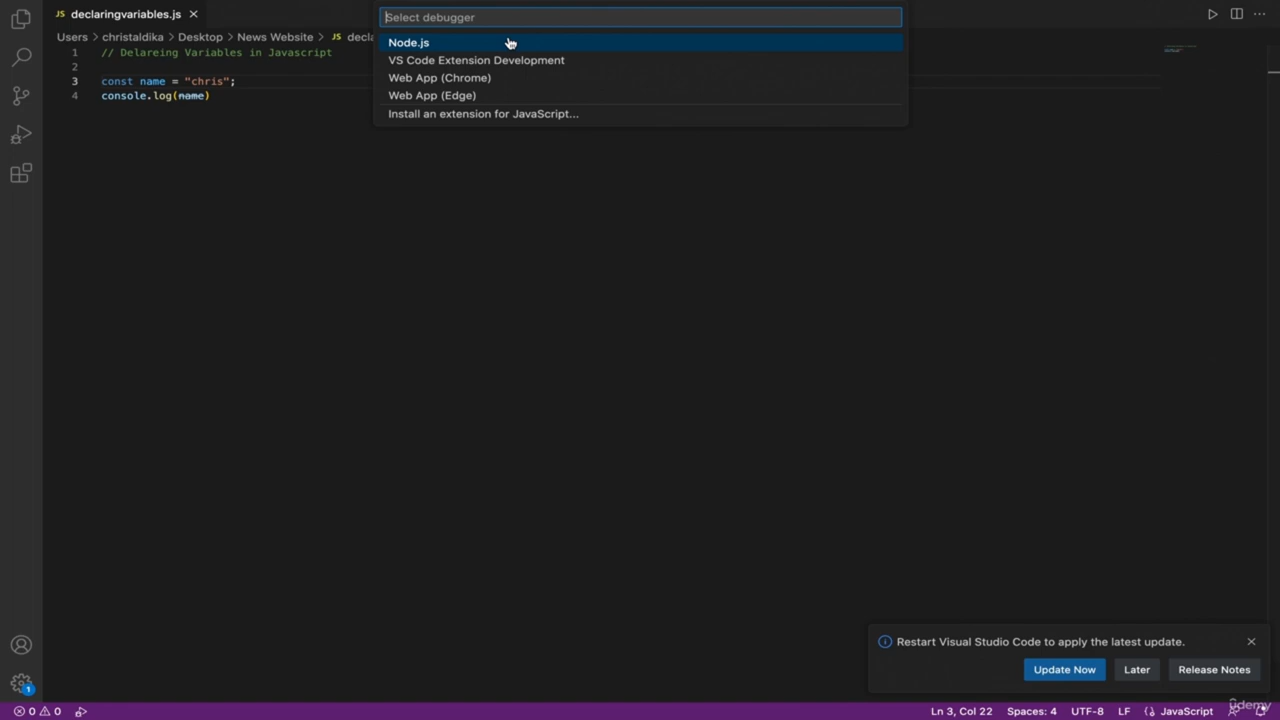 JS declaringvariables.js
Select debugger
Users > christaldika > Desktop > News Website > JS decla
Node.js
VS Code Extension Development
Web App (Chrome)
Web App (Edge)
Install an extension for JavaScript...
1 // Delareing Variables in Javascript
2
3 const name = "chris";
4 console.log(name)
Restart Visual Studio Code to apply the latest update.
Update Now Later Release Notes
1
0 0 Ln 3, Col 22 Spaces: 4 UTF-8 LF {} JavaScript
ûdemy